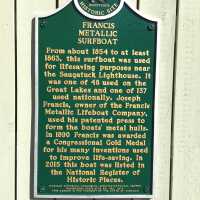 HISTORIC SITE
FRANCIS
METALLIC
SURFBOAT
From about 1854 to at least
1863, this surfboat was used
for lifesaving purposes near
the Saugatuck Lighthouse. It
was one of 48 used on the
Great Lakes and one of 137
used nationally. Joseph
Francis, owner of the Francis
Metallic Lifeboat Company,
used his patented press to
form the boats' metal hulls.
In 1890 Francis was awarded
a Congressional Gold Medal
for his many inventions used
to improve life-saving. In
2015 this boat was listed in
the National Register of
Historic Places.